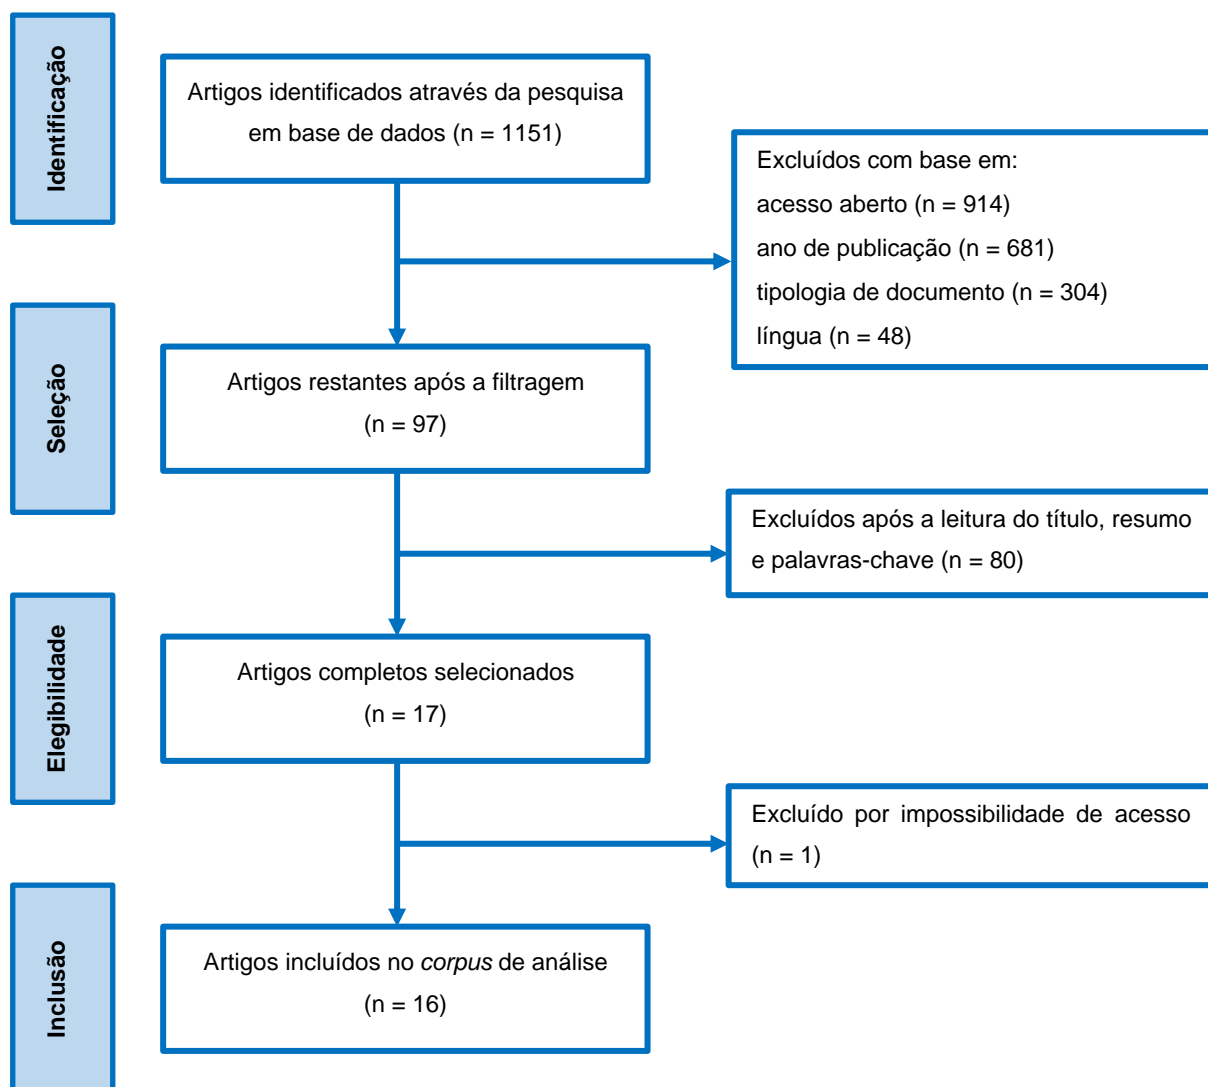 Identificação
Artigos identificados através da pesquisa
em base de dados (n = 1151)
Excluídos com base em:
acesso aberto (n = 914)
ano de publicação (n = 681)
tipologia de documento (n = 304)
língua (n = 48)
Seleção
Artigos restantes após a filtragem
(n = 97)
Excluídos após a leitura do título, resumo
e palavras-chave (n = 80)
Elegibilidade
Artigos completos selecionados
(n = 17)
Excluído por impossibilidade de acesso
(n = 1)
Inclusão
Artigos incluídos no corpus de análise
(n = 16)